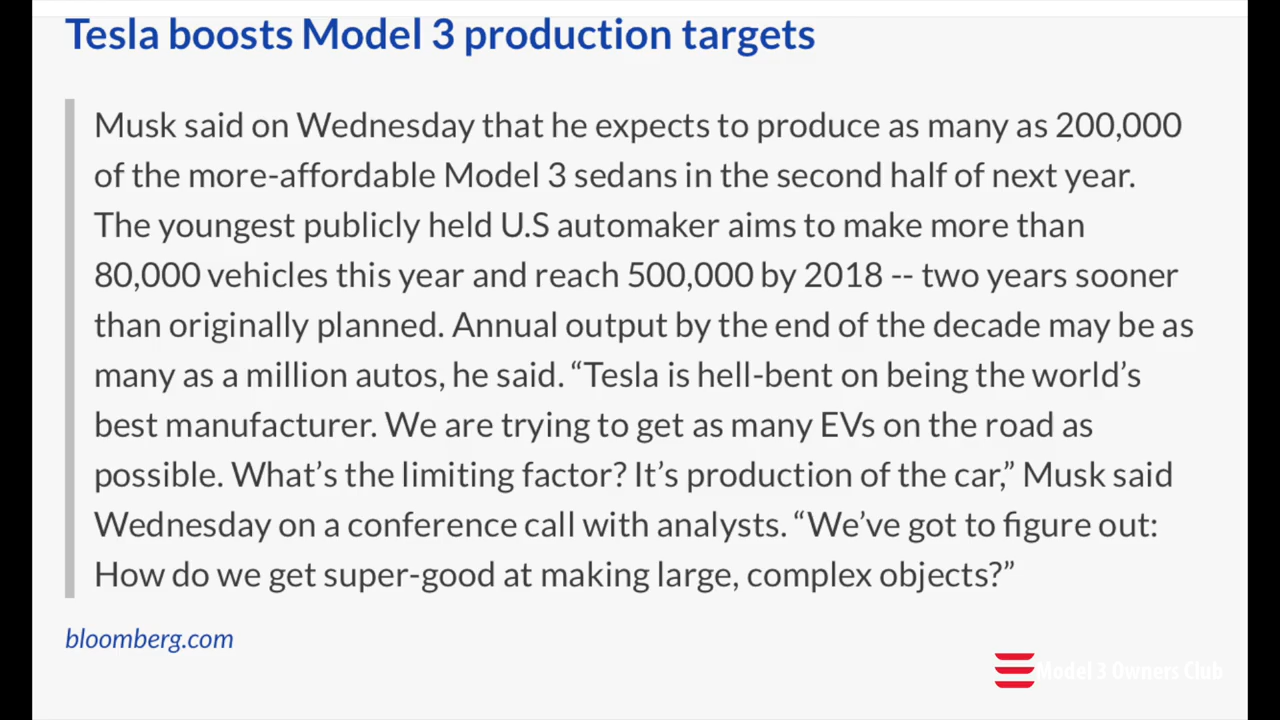 Tesla boosts Model 3 production targets
Musk said on Wednesday that he expects to produce as many as 200,000
of the more-affordable Model 3 sedans in the second half of next year.
The youngest publicly held U.S automaker aims to make more than
80,000 vehicles this year and reach 500,000 by 2018 -- two years sooner
than originally planned. Annual output by the end of the decade may be as
many as a million autos, he said. “Tesla is hell-bent on being the world’s
best manufacturer. We are trying to get as many EVs on the road as
possible. What’s the limiting factor? It’s production of the car,” Musk said
Wednesday on a conference call with analysts. “We’ve got to figure out:
How do we get super-good at making large, complex objects?”
bloomberg.com
Model 3 Owners Club